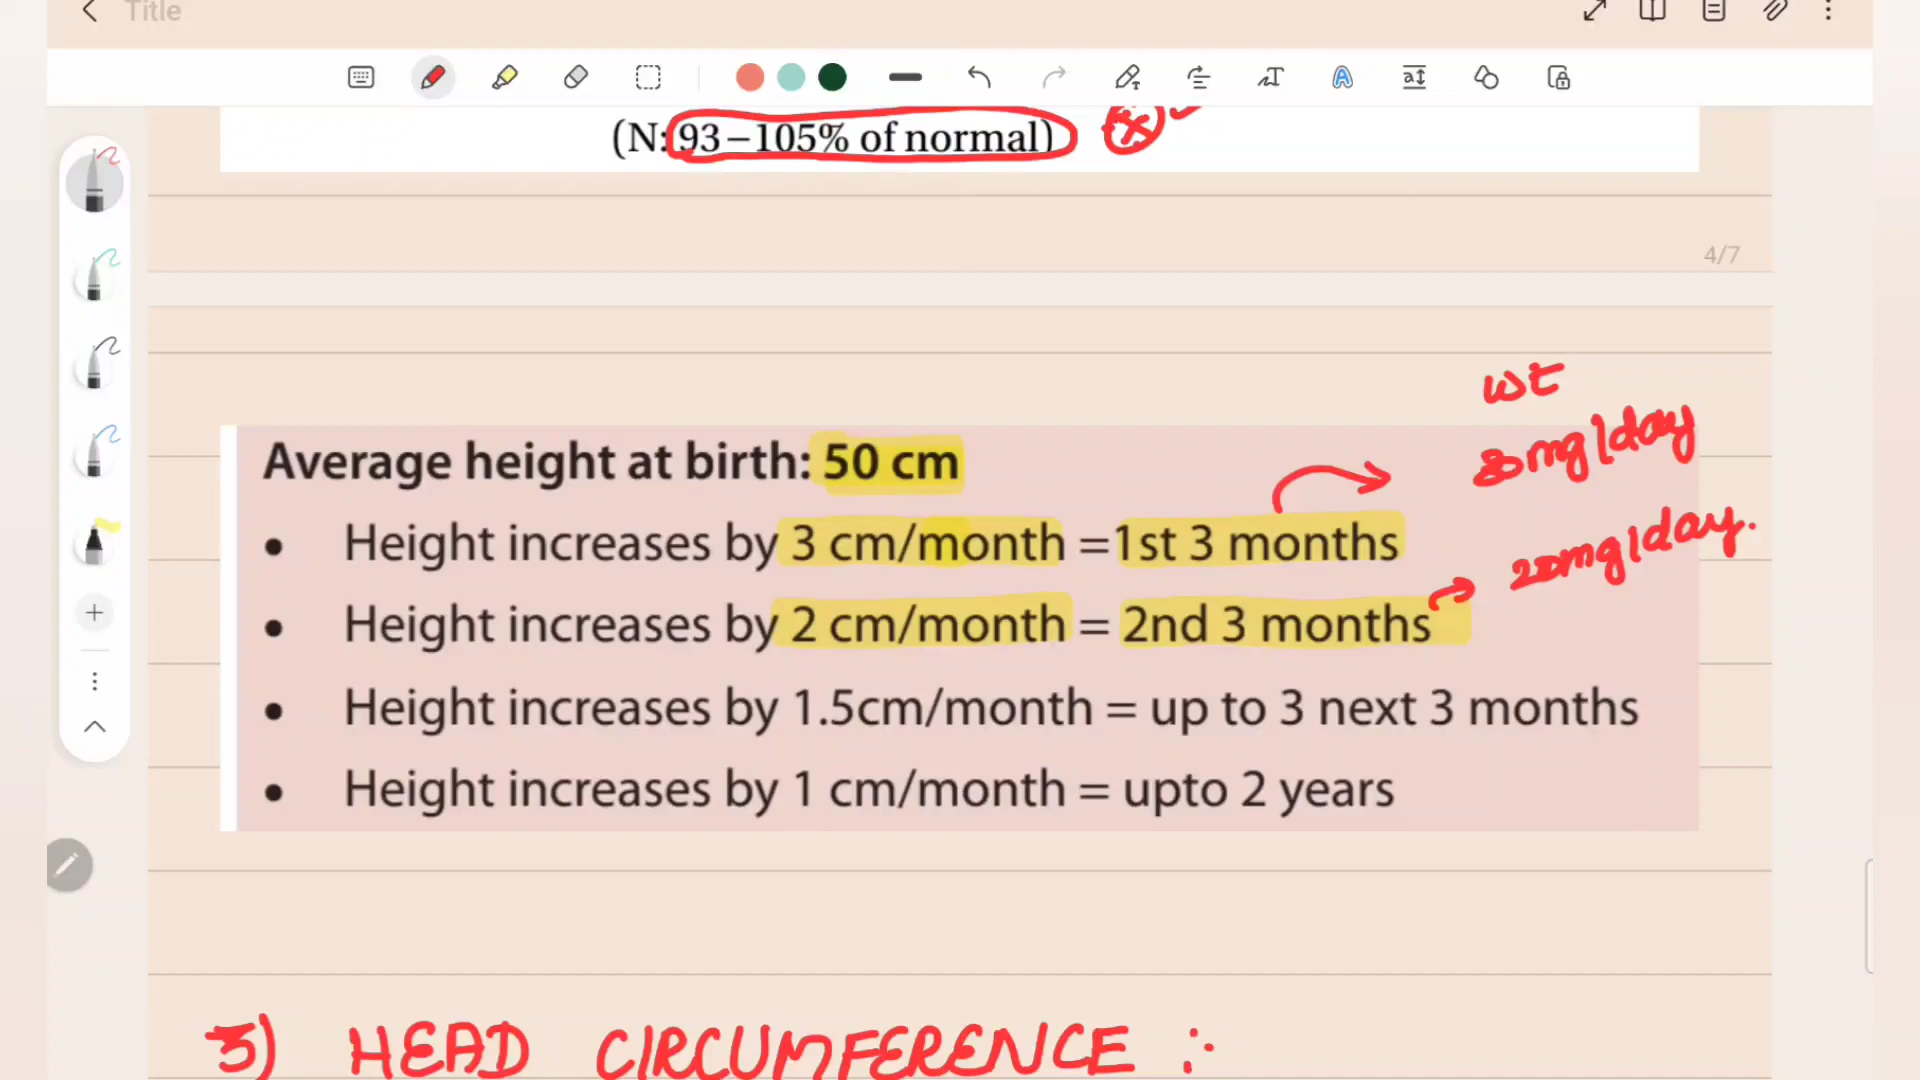 Title
(N: 93–105% of normal)
4/7
wt
Average height at birth: 50 cm
mg/day
• Height increases by 3 cm/month =1st 3 months
20mg/day.
• Height increases by 2 cm/month = 2nd 3 months
• Height increases by 1.5cm/month = up to 3 next 3 months
• Height increases by 1 cm/month = upto 2 years
3) HEAD CIRCUMFERENCE :-